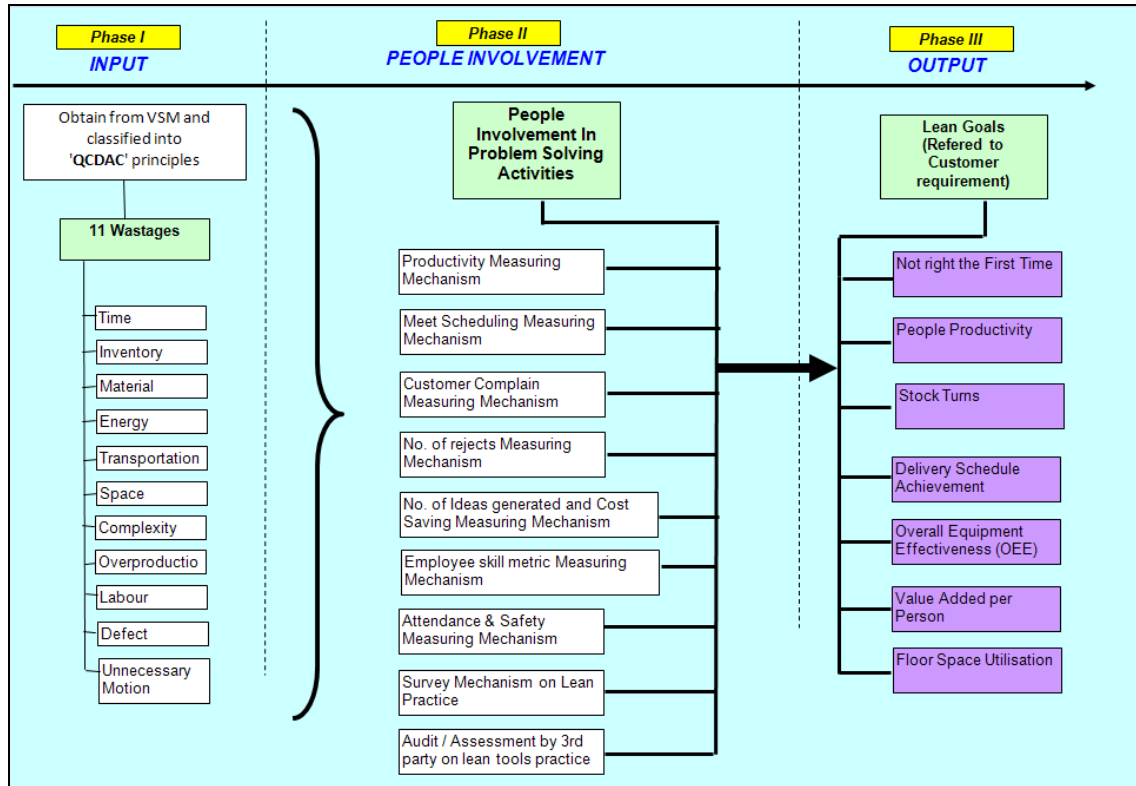 Phase I
INPUT
Obtain from VSM and
classified into
'QCDAC' principles
11 Wastages
Time
Inventory
Material
Energy
Transportation
Space
Complexity
Overproductio
Labour
Defect
Unnecessary
Motion
Phase II
PEOPLE INVOLVEMENT
People
Involvement In
Problem Solving
Activities
Productivity Measuring
Mechanism
Meet Scheduling Measuring
Mechanism
Customer Complain
Measuring Mechanism
No. of rejects Measuring
Mechanism
No. of Ideas generated and Cost
Saving Measuring Mechanism
Employee skill metric Measuring
Mechanism
Attendance & Safety
Measuring Mechanism
Survey Mechanism on Lean
Practice
Audit / Assessment by 3rd
party on lean tools practice
Phase III
OUTPUT
Lean Goals
(Refered to
Customer
requirement)
Not right the First Time
People Productivity
Stock Turns
Delivery Schedule
Achievement
Overall Equipment
Effectiveness (OEE)
Value Added per
Person
Floor Space Utilisation